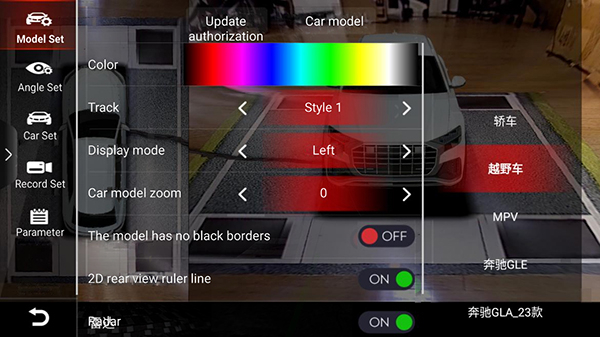 Model Set
Angle Set
Car Set
Record Set
Parameter
Update
authorization
Car model
Color
Track
Style 1
Display mode
Left
Car model zoom
0
The model has no black borders
OFF
2D rear view ruler line
ON
Radar
ON
轿车
越野车
MPV
奔驰GLE
奔驰GLA_23款